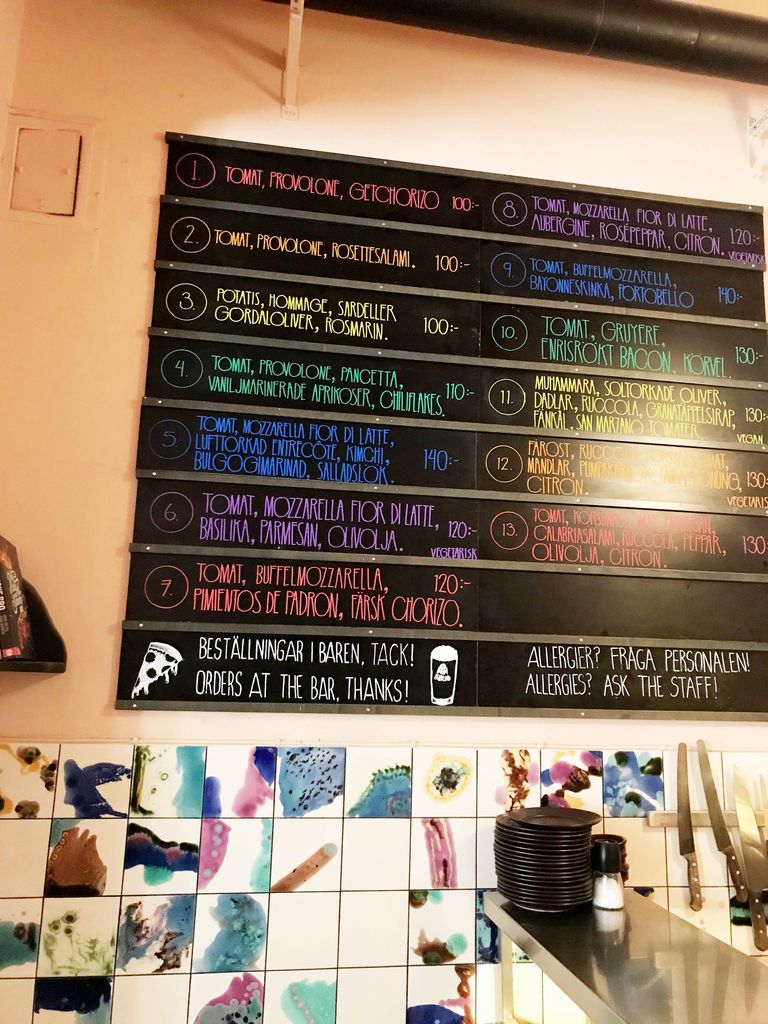 1. TOMAT, PROVOLONE, GETCHORIZO 100:-
2. TOMAT, PROVOLONE, ROSETTESALAMI. 100:-
3. POTATIS, HOMMAGE, SARDELLER
GORDÀLOLIVER, ROSMARIN. 100:-
4. TOMAT, PROVOLONE, PANCETTA,
VANILJMARINERADE APRIKOSER, CHILIFLAKES. 110:-
5. TOMAT, MOZZARELLA FIOR DI LATTE,
LUFTTORKAD ENTRECÔTE, KIMCHI,
BULGOGIMARINAD, SALLADSLÖK. 140:-
6. TOMAT, MOZZARELLA FIOR DI LATTE,
BASILIKA, PARMESAN, OLIVOLJA. 120:-
VEGETARISK
7. TOMAT, BUFFELMOZZARELLA,
PIMIENTOS DE PADRON, FÄRSK CHORIZO. 120:-
BESTÄLLNINGAR I BAREN, TACK!
ORDERS AT THE BAR, THANKS!
8. TOMAT, MOZZARELLA FIOR DI LATTE,
AUBERGINE, ROSÉPEPPAR, CITRON. 120:-
VEGETARISK
9. TOMAT, BUFFELMOZZARELLA,
BAYONNESKINKA, PORTOBELLO 140:-
10. TOMAT, GRUYERE,
ENRISRÖKT BACON, KÖRVEL. 130:-
11. MUHAMMARA, SOLTORKADE OLIVER,
DADLAR, RUCCOLA, GRANATÄPPELSIRAP,
FÄNKÅL, SAN MARZANO TOMATER. 130:-
VEGAN
12. FÅROST, RUCCOLA,
MANDLAR,
CITRON. 130:-
VEGETARISK
13. TOMAT, PARMESAN,
CALABRIASALAMI, RUCCOLA, PEPPAR,
OLIVOLJA, CITRON. 130:-
ALLERGIER? FRÅGA PERSONALEN!
ALLERGIES? ASK THE STAFF!